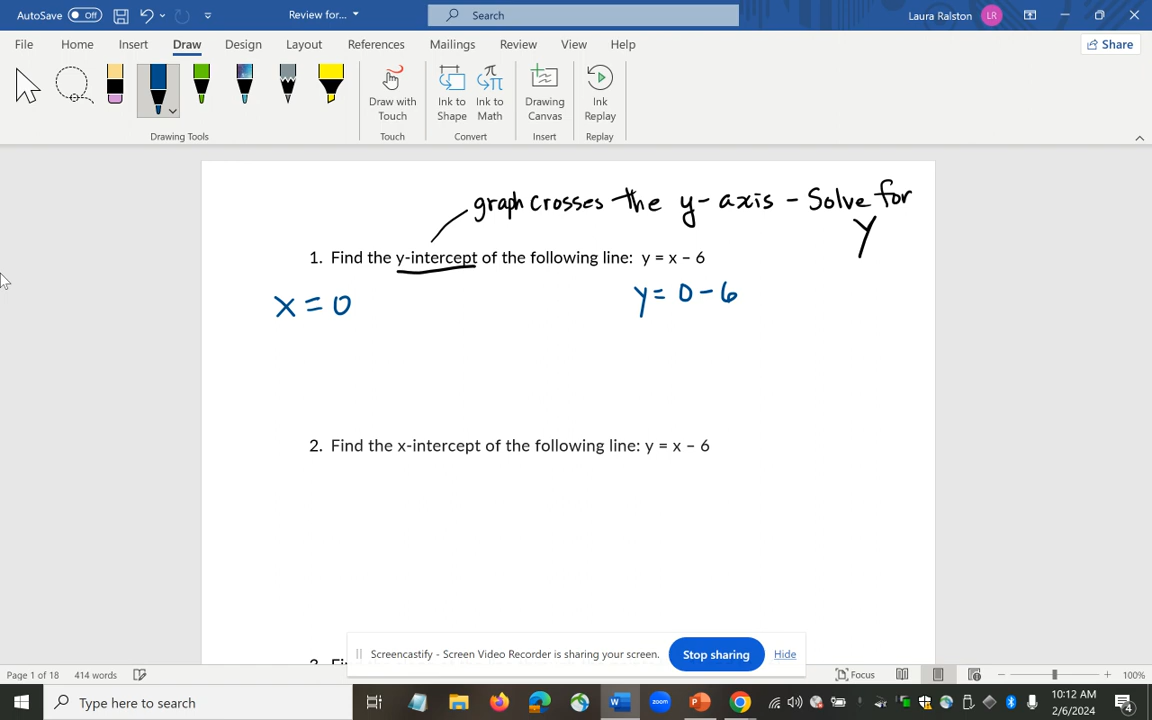 AutoSave Off Review for... Search Laura Ralston LR
File Home Insert Draw Design Layout References Mailings Review View Help Share
Draw with Touch Ink to Shape Ink to Math Drawing Canvas Ink Replay
Drawing Tools Touch Convert Insert Replay
graph crosses the y-axis - Solve for
y
1. Find the y-intercept of the following line: y = x – 6
x = 0 y = 0 - 6
2. Find the x-intercept of the following line: y = x – 6
Screencastify - Screen Video Recorder is sharing your screen. Stop sharing Hide
Page 1 of 18 414 words Focus 100%
Type here to search zoom 10:12 AM
2/6/2024 4